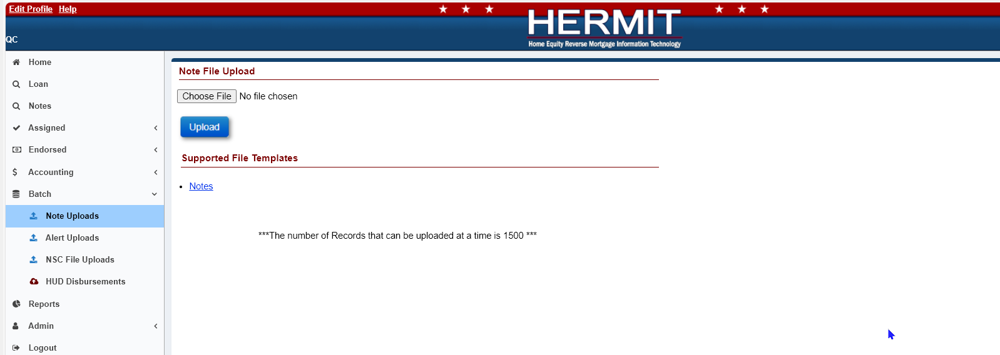 Edit Profile Help
HERMIT
Home Equity Reverse Mortgage Information Technology
QC
Home
Loan
Notes
Assigned
Endorsed
Accounting
Batch
Note Uploads
Alert Uploads
NSC File Uploads
HUD Disbursements
Reports
Admin
Logout
Note File Upload
Choose File No file chosen
Upload
Supported File Templates
Notes
***The number of Records that can be uploaded at a time is 1500 ***